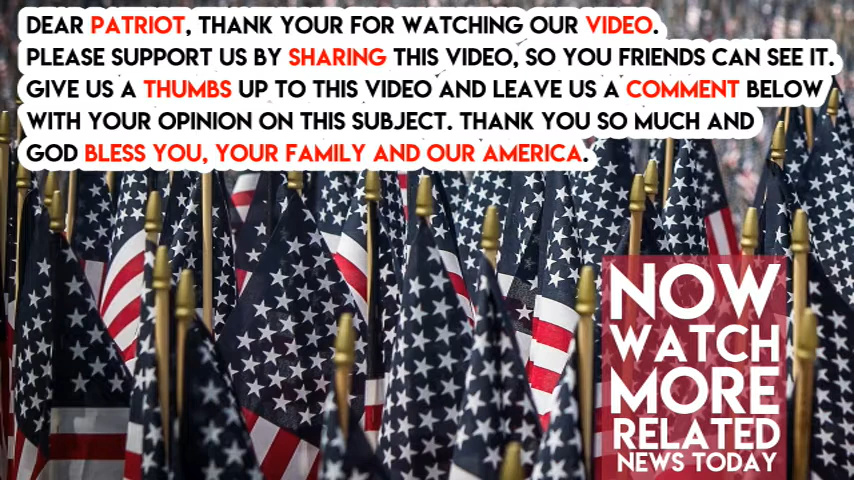 DEAR PATRIOT, THANK YOUR FOR WATCHING OUR VIDEO.
PLEASE SUPPORT US BY SHARING THIS VIDEO, SO YOU FRIENDS CAN SEE IT.
GIVE US A THUMBS UP TO THIS VIDEO AND LEAVE US A COMMENT BELOW
WITH YOUR OPINION ON THIS SUBJECT. THANK YOU SO MUCH AND
GOD BLESS YOU, YOUR FAMILY AND OUR AMERICA.
NOW
WATCH
MORE
RELATED
NEWS TODAY